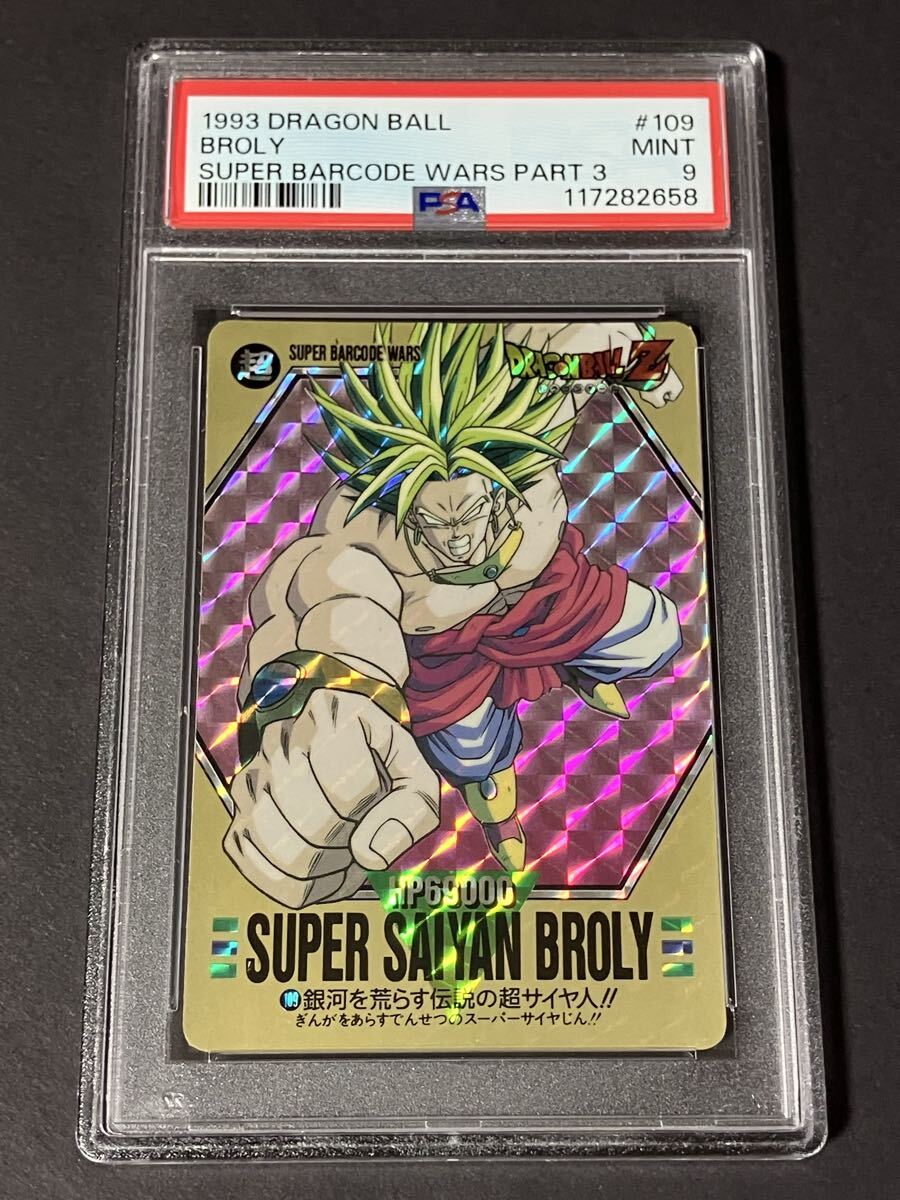 1993 DRAGON BALL #109
BROLY MINT
SUPER BARCODE WARS PART 3 9
PSA 117282658
超 SUPER BARCODE WARS DRAGON BALL Z
HP69000
SUPER SAIYAN BROLY
109 銀河を荒らす伝説の超サイヤ人!!
ぎんがをあらすでんせつのスーパーサイヤじん!!